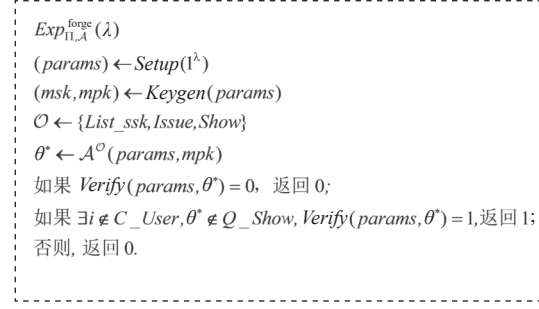 Exp^{forge}_{Π,𝒜}(λ)
(params) ← Setup(1^λ)
(msk,mpk) ← Keygen(params)
𝒪 ← {List_ssk,Issue,Show}
θ^* ← 𝒜^𝒪(params,mpk)
如果 Verify(params,θ^*) = 0, 返回 0;
如果 ∃i ∉ C_User,θ^* ∉ Q_Show, Verify(params,θ^*) = 1,返回 1;
否则, 返回 0.